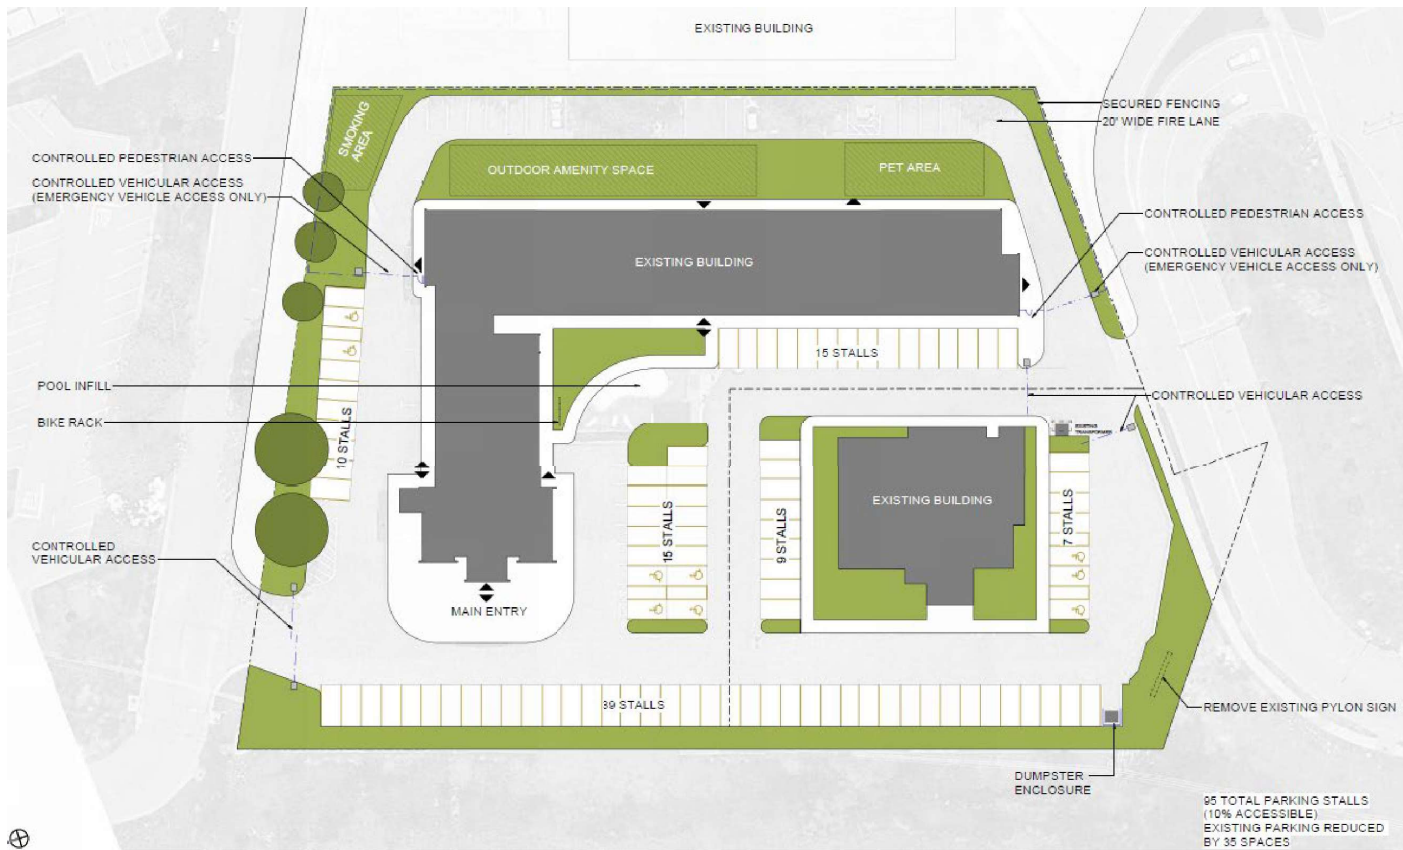 EXISTING BUILDING
SECURED FENCING
20' WIDE FIRE LANE
SMOKING
AREA
CONTROLLED PEDESTRIAN ACCESS
CONTROLLED VEHICULAR ACCESS
(EMERGENCY VEHICLE ACCESS ONLY)
OUTDOOR AMENITY SPACE
PET AREA
CONTROLLED PEDESTRIAN ACCESS
CONTROLLED VEHICULAR ACCESS
(EMERGENCY VEHICLE ACCESS ONLY)
EXISTING BUILDING
15 STALLS
POOL INFILL
BIKE RACK
10 STALLS
CONTROLLED VEHICULAR ACCESS
EXISTING
TRANSFORMER
EXISTING BUILDING
15 STALLS
9 STALLS
7 STALLS
CONTROLLED
VEHICULAR ACCESS
MAIN ENTRY
39 STALLS
REMOVE EXISTING PYLON SIGN
DUMPSTER
ENCLOSURE
95 TOTAL PARKING STALLS
(10% ACCESSIBLE)
EXISTING PARKING REDUCED
BY 35 SPACES